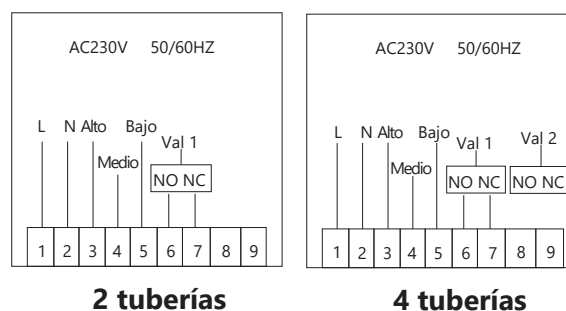 AC230V 50/60HZ
L N Alto Bajo
Val 1
Medio
NO NC
1 2 3 4 5 6 7 8 9
2 tuberías
AC230V 50/60HZ
L N Alto Bajo
Val 1 Val 2
Medio
NO NC NO NC
1 2 3 4 5 6 7 8 9
4 tuberías